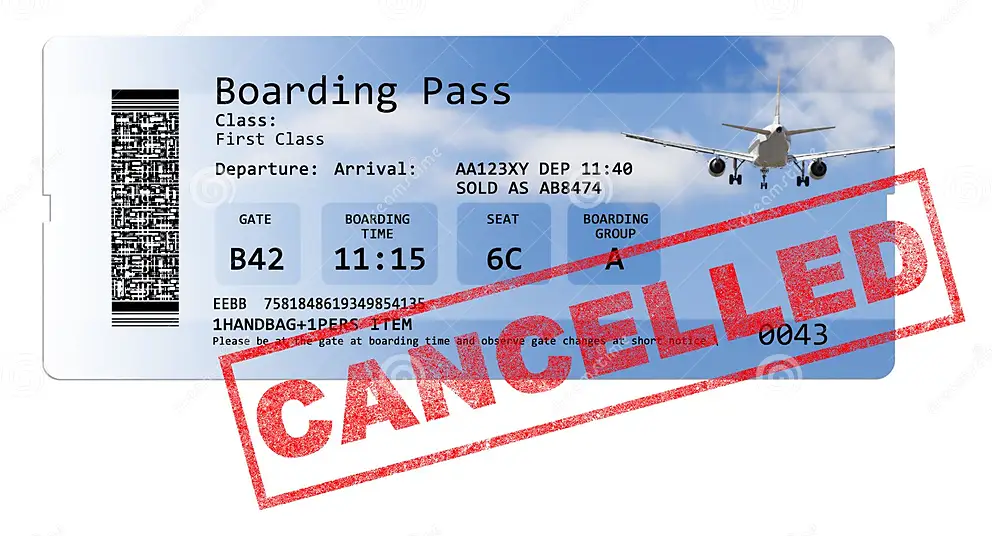 Boarding Pass
Class:
First Class
Departure: Arrival: AA123XY DEP 11:40
SOLD AS AB8474
GATE
B42
BOARDING
TIME
11:15
SEAT
6C
BOARDING
GROUP
A
EEBB 7581848619349854135
1HANDBAG+1PERS ITEM
Please be at the gate at boarding time and observe gate changes at short notice
0043
CANCELLED